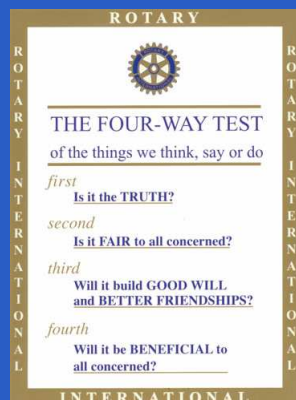 ROTARY
THE FOUR-WAY TEST
of the things we think, say or do
first
Is it the TRUTH?
second
Is it FAIR to all concerned?
third
Will it build GOOD WILL
and BETTER FRIENDSHIPS?
fourth
Will it be BENEFICIAL to
all concerned?
ROTARY INTERNATIONAL
ROTARY INTERNATIONAL
INTERNATIONAL